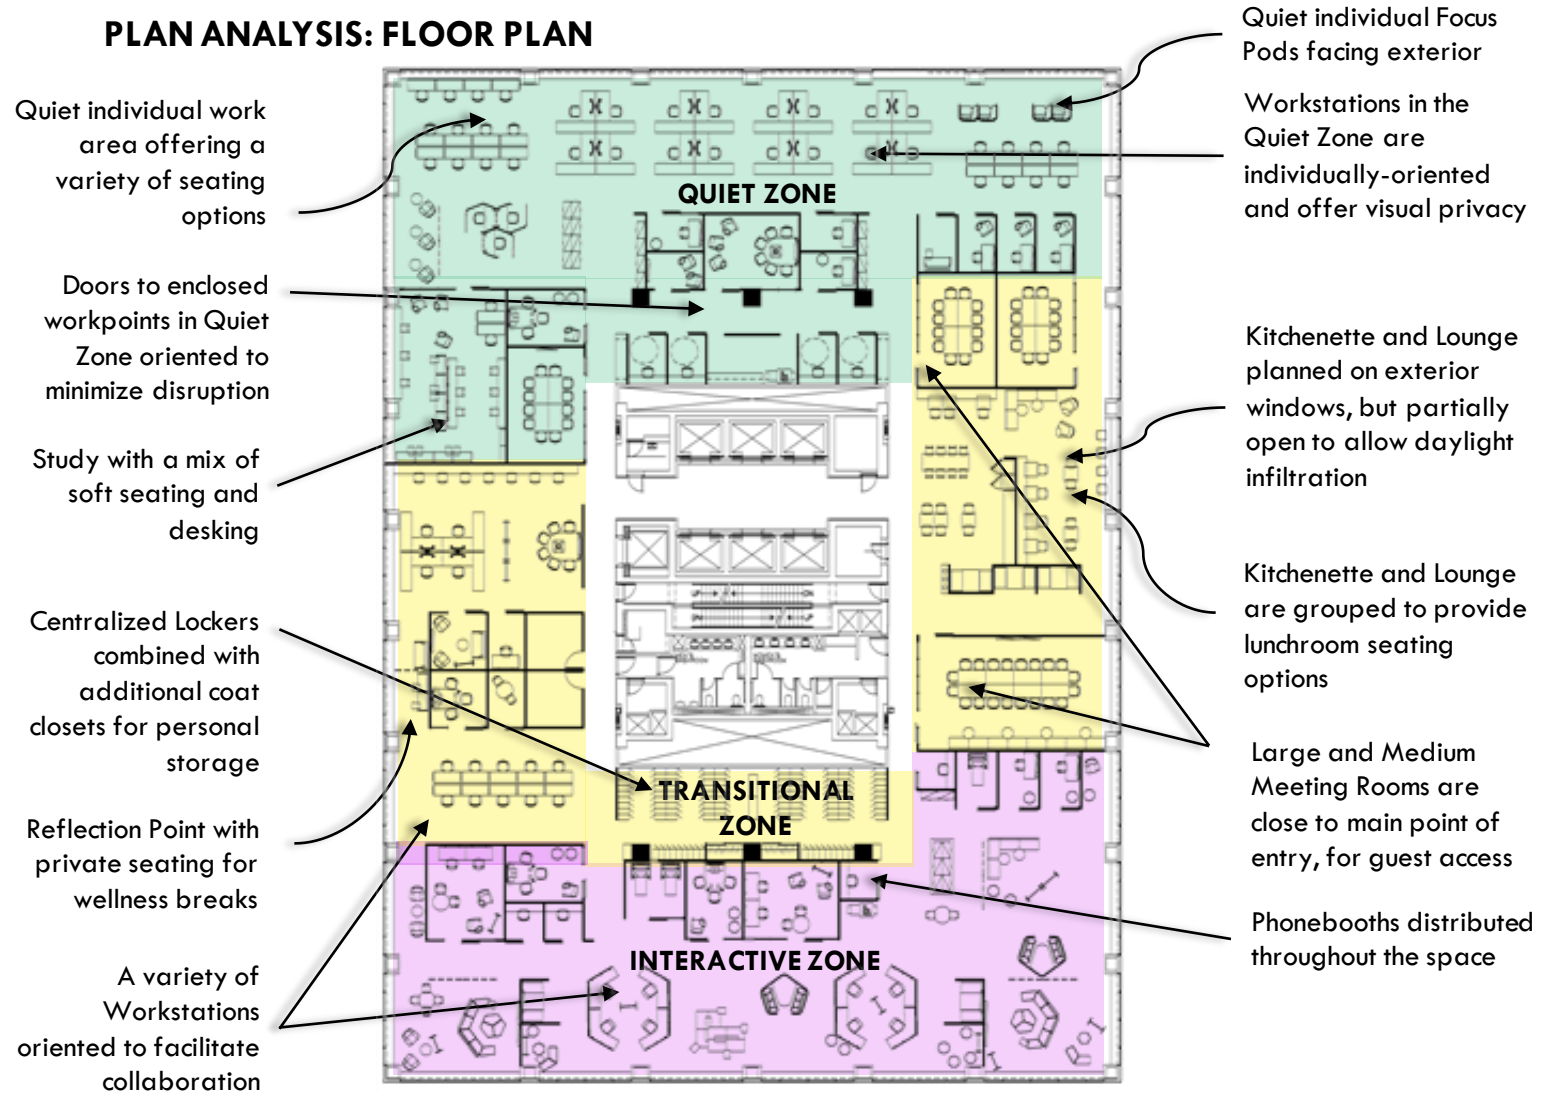 PLAN ANALYSIS: FLOOR PLAN
Quiet individual work
area offering a
variety of seating
options
Doors to enclosed
workpoints in Quiet
Zone oriented to
minimize disruption
Study with a mix of
soft seating and
desking
Centralized Lockers
combined with
additional coat
closets for personal
storage
Reflection Point with
private seating for
wellness breaks
A variety of
Workstations
oriented to facilitate
collaboration
QUIET ZONE
TRANSITIONAL
ZONE
INTERACTIVE ZONE
Quiet individual Focus
Pods facing exterior
Workstations in the
Quiet Zone are
individually-oriented
and offer visual privacy
Kitchenette and Lounge
planned on exterior
windows, but partially
open to allow daylight
infiltration
Kitchenette and Lounge
are grouped to provide
lunchroom seating
options
Large and Medium
Meeting Rooms are
close to main point of
entry, for guest access
Phonebooths distributed
throughout the space